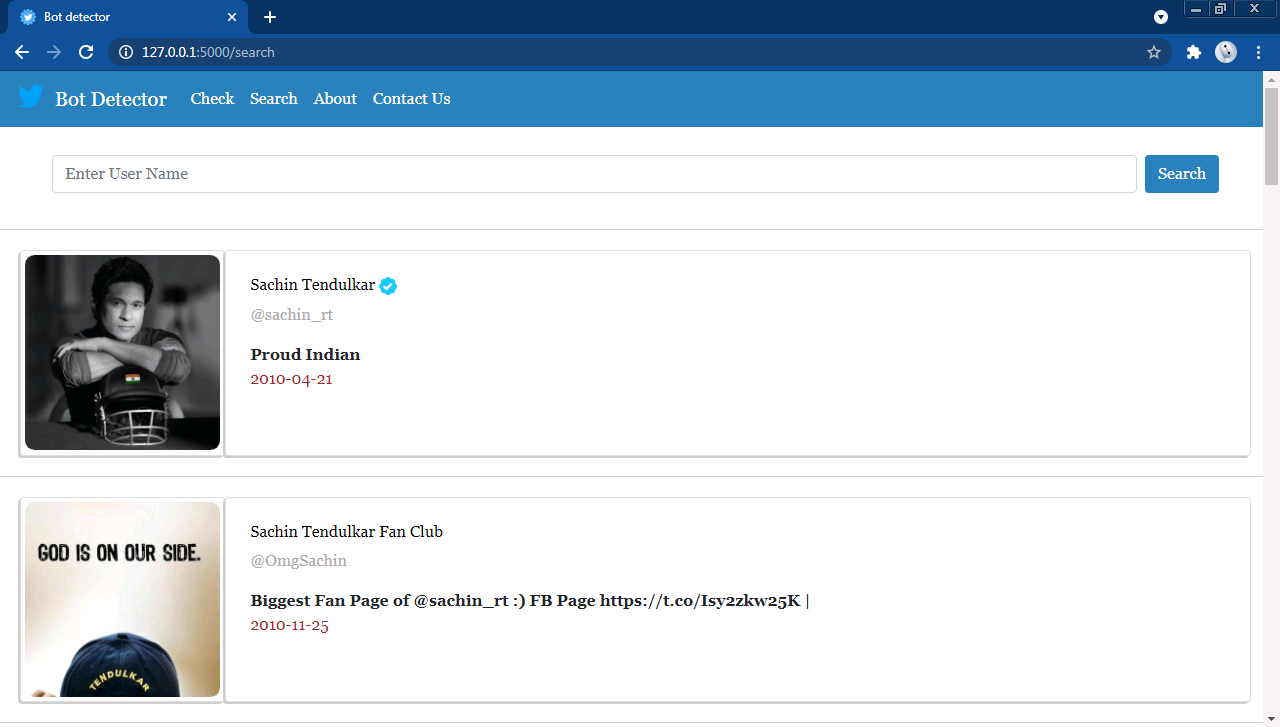 Bot detector
127.0.0.1:5000/search
Bot Detector Check Search About Contact Us
Enter User Name Search
Sachin Tendulkar
@sachin_rt
Proud Indian
2010-04-21
GOD IS ON OUR SIDE.
TENDULKAR
Sachin Tendulkar Fan Club
@OmgSachin
Biggest Fan Page of @sachin_rt :) FB Page https://t.co/Isy2zkw25K |
2010-11-25